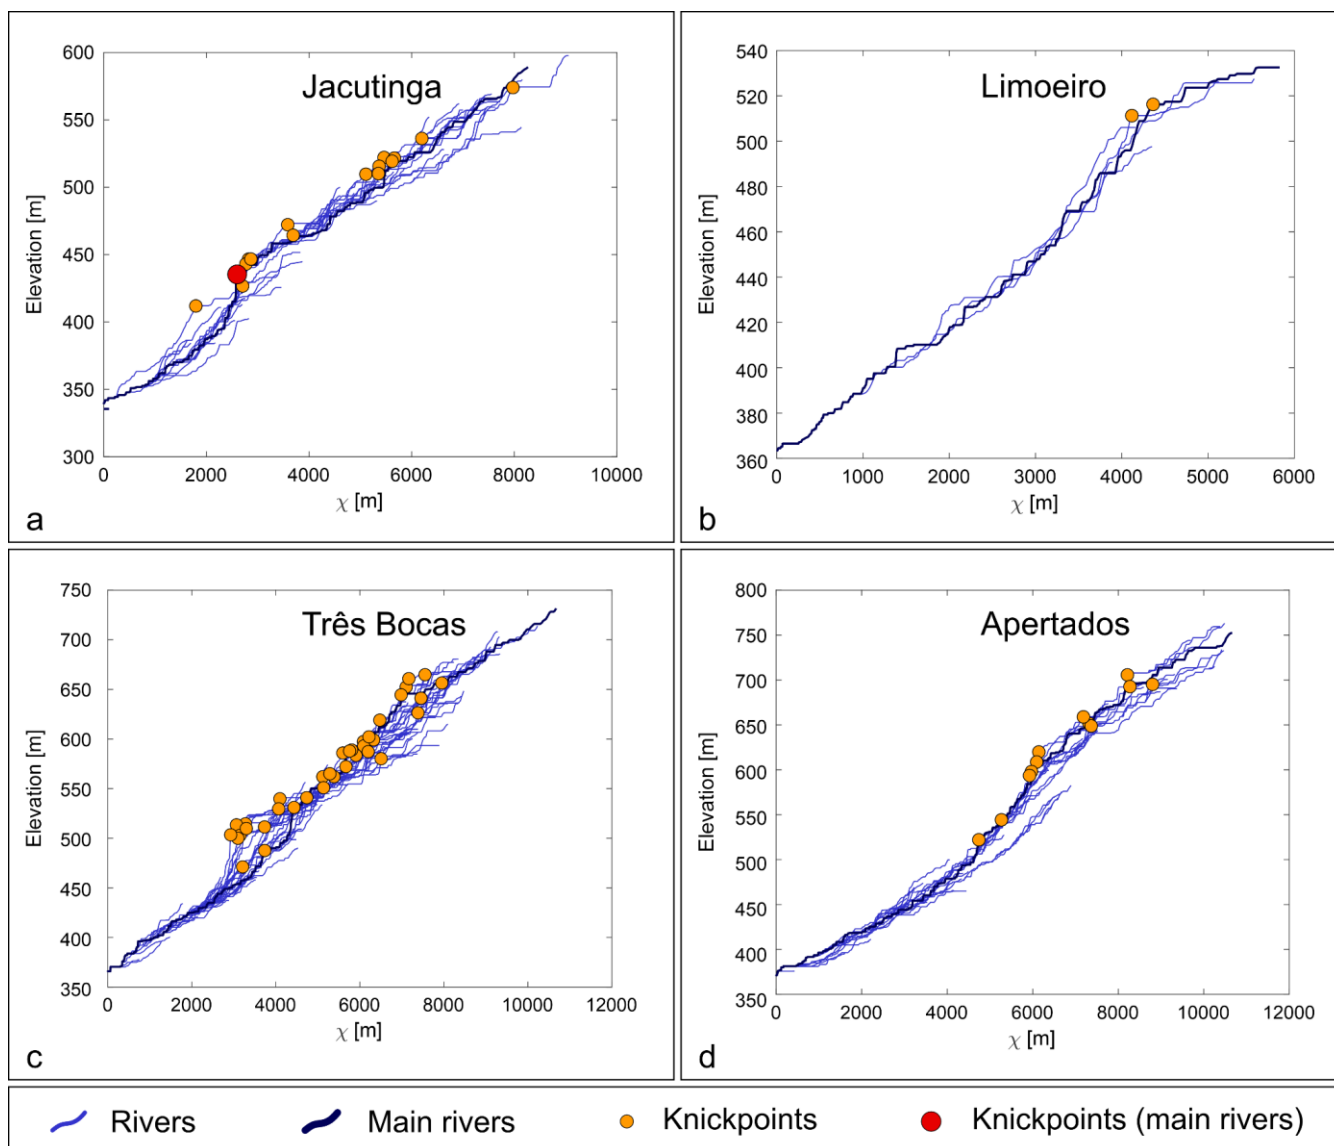 Jacutinga
600
550
500
450
400
350
300
Elevation [m]
0 2000 4000 6000 8000 10000
χ [m]
a
Limoeiro
540
520
500
480
460
440
420
400
380
360
Elevation [m]
0 1000 2000 3000 4000 5000 6000
χ [m]
b
Três Bocas
750
700
650
600
550
500
450
400
350
Elevation [m]
0 2000 4000 6000 8000 10000 12000
χ [m]
c
Apertados
800
750
700
650
600
550
500
450
400
350
Elevation [m]
0 2000 4000 6000 8000 10000 12000
χ [m]
d
Rivers Main rivers Knickpoints Knickpoints (main rivers)